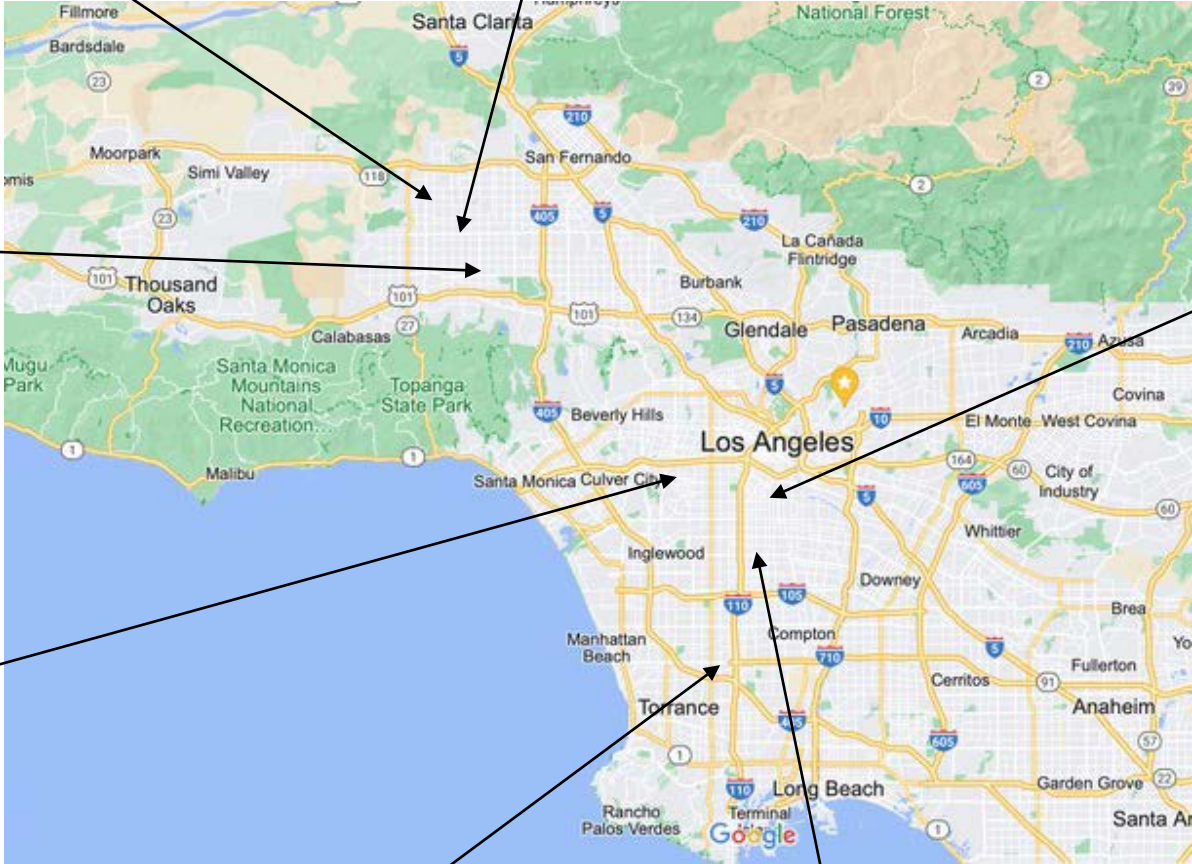 Fillmore
Santa Clarita
National Forest
Bardsdale
5
23
2
39
210
Moorpark
San Fernando
Simi Valley
118
2
23
405
5
210
La Cañada
Flintridge
101
Thousand
Oaks
101
Burbank
101
134
Glendale
Pasadena
Arcadia
210
Azusa
Calabasas
27
Mugu
Park
Santa Monica
Mountains
National
Recreation...
Topanga
State Park
405
Beverly Hills
5
10
Covina
El Monte
West Covina
Los Angeles
1
1
Malibu
Santa Monica
Culver City
164
60
City of
Industry
5
605
60
Whittier
Inglewood
Downey
110
105
Brea
Manhattan
Beach
Compton
710
5
Fullerton
Cerritos
91
Torrance
Anaheim
405
605
57
1
110
Long Beach
Garden Grove
22
Rancho
Palos Verdes
Terminal
Google
1
Santa